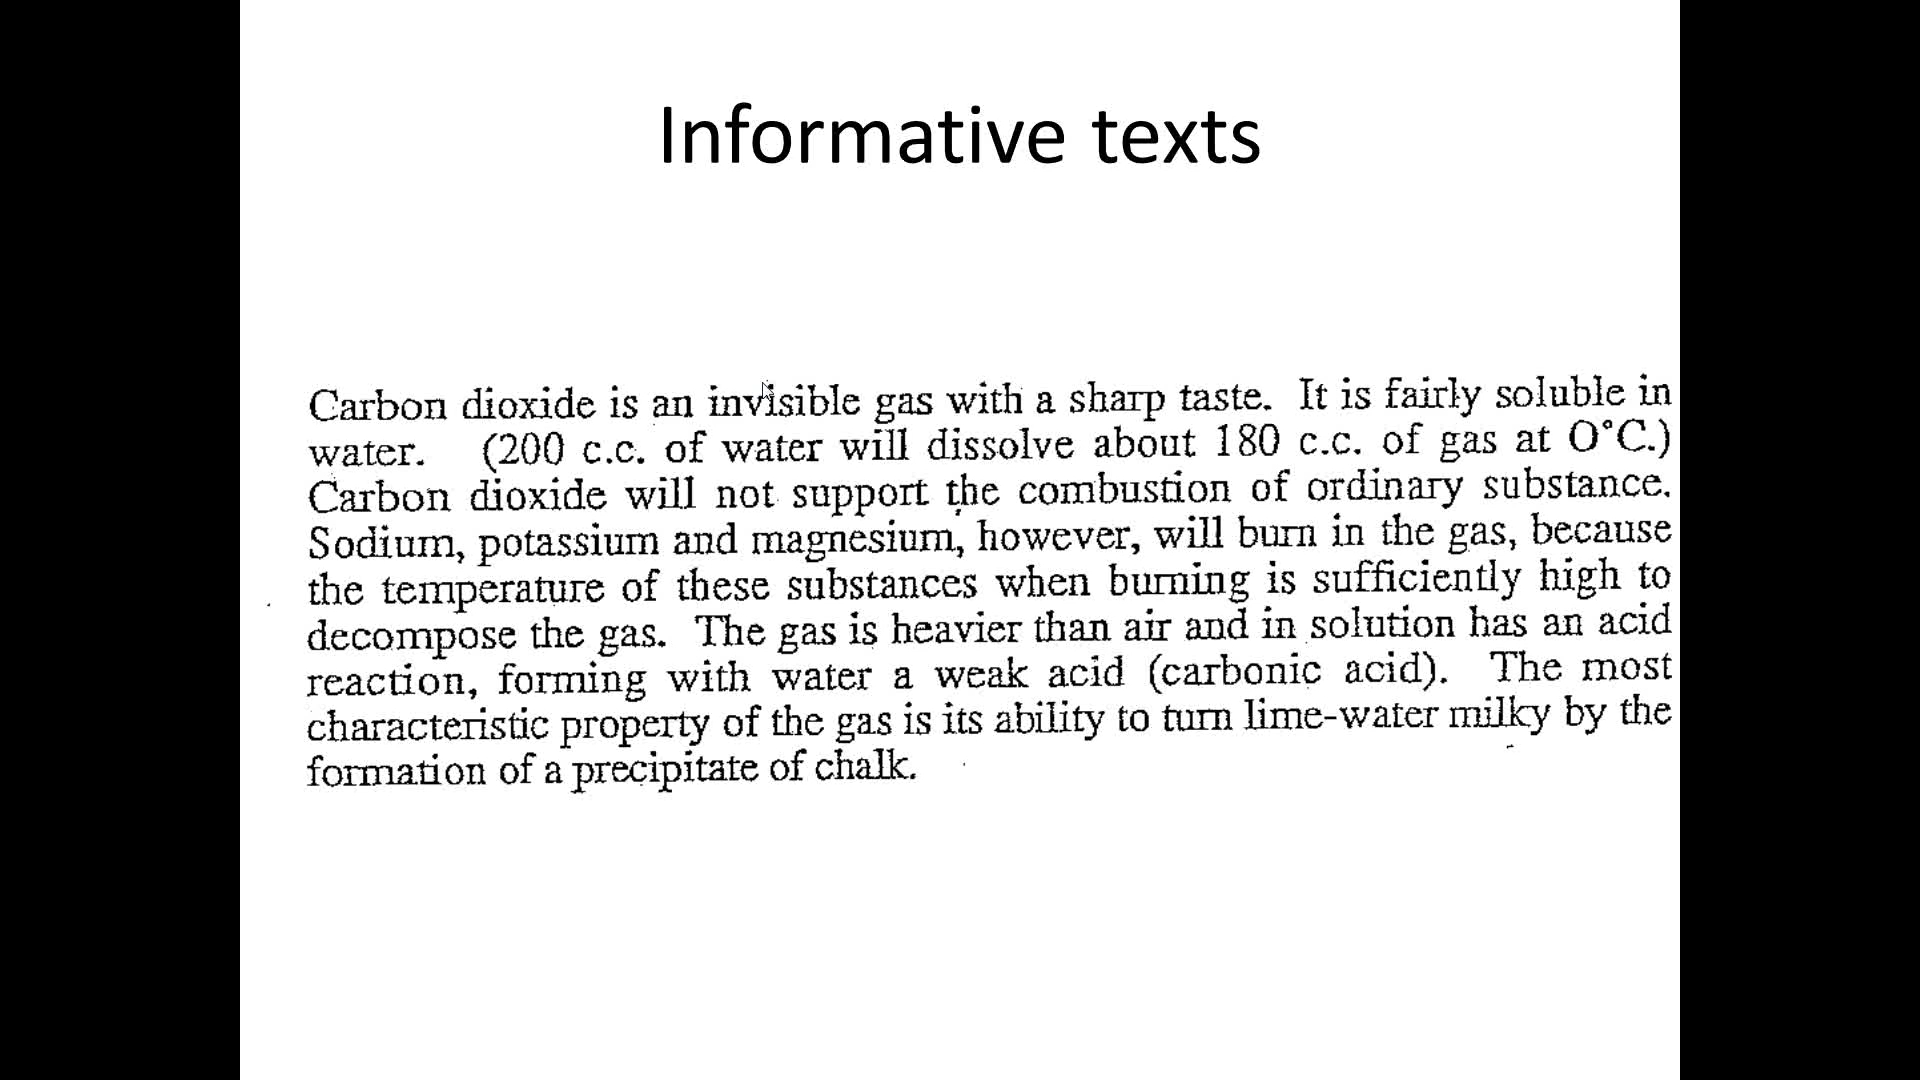 Informative texts
Carbon dioxide is an invisible gas with a sharp taste. It is fairly soluble in
water. (200 c.c. of water will dissolve about 180 c.c. of gas at O°C.)
Carbon dioxide will not support the combustion of ordinary substance.
Sodium, potassium and magnesium, however, will burn in the gas, because
the temperature of these substances when burning is sufficiently high to
decompose the gas. The gas is heavier than air and in solution has an acid
reaction, forming with water a weak acid (carbonic acid). The most
characteristic property of the gas is its ability to turn lime-water milky by the
formation of a precipitate of chalk.